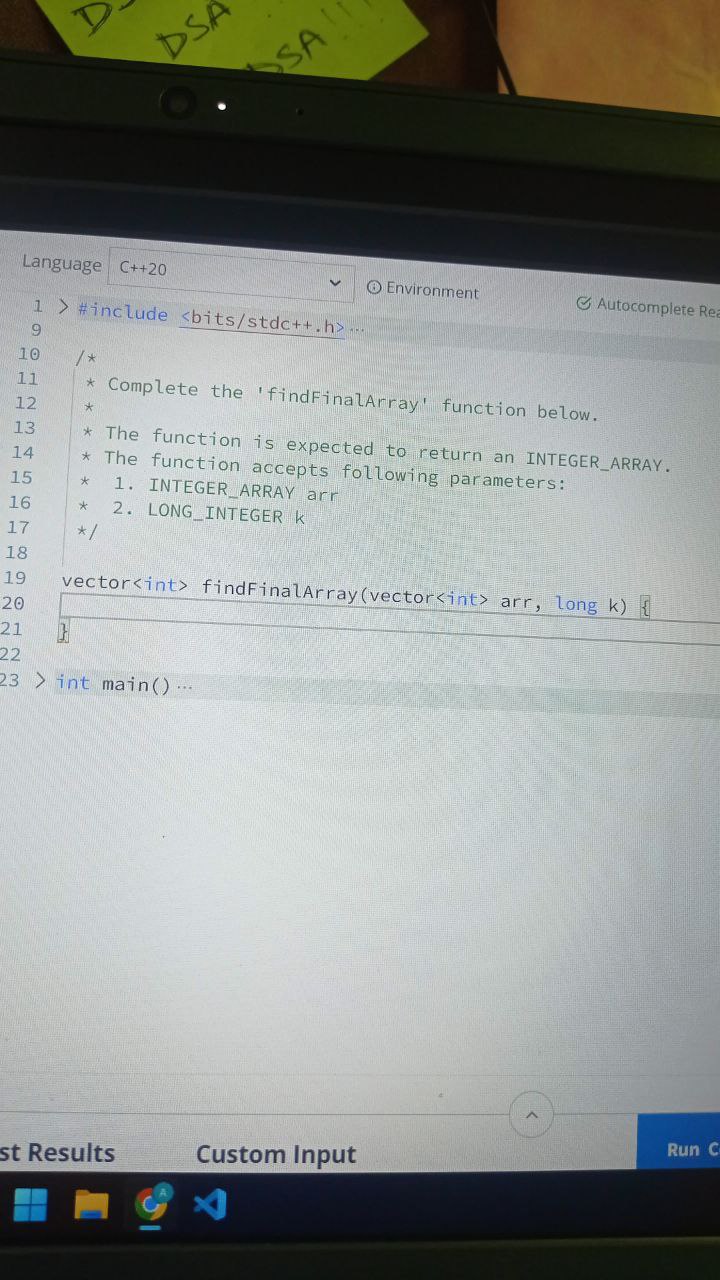 DSA
DSA!!!
Language C++20 Environment Autocomplete
1 > #include <bits/stdc++.h>...
9
10 /*
11 * Complete the 'findFinalArray' function below.
12 *
13 * The function is expected to return an INTEGER_ARRAY.
14 * The function accepts following parameters:
15 * 1. INTEGER_ARRAY arr
16 * 2. LONG_INTEGER k
17 */
18
19 vector<int> findFinalArray(vector<int> arr, long k) {
20
21 }
22
23 > int main()...
Results Custom Input Run
A